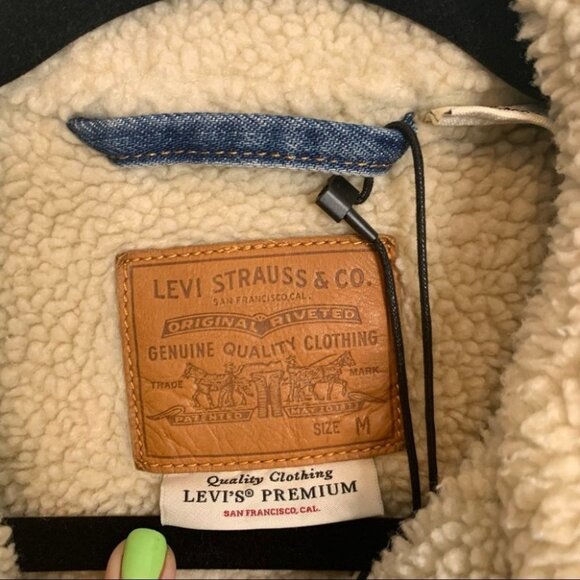 LEVI STRAUSS & CO.
SAN FRANCISCO, CAL.
ORIGINAL RIVETED
GENUINE QUALITY CLOTHING
TRADE MARK
PATENTED MAY 20 1873
SIZE M
Quality Clothing
LEVI'S® PREMIUM
SAN FRANCISCO, CAL.